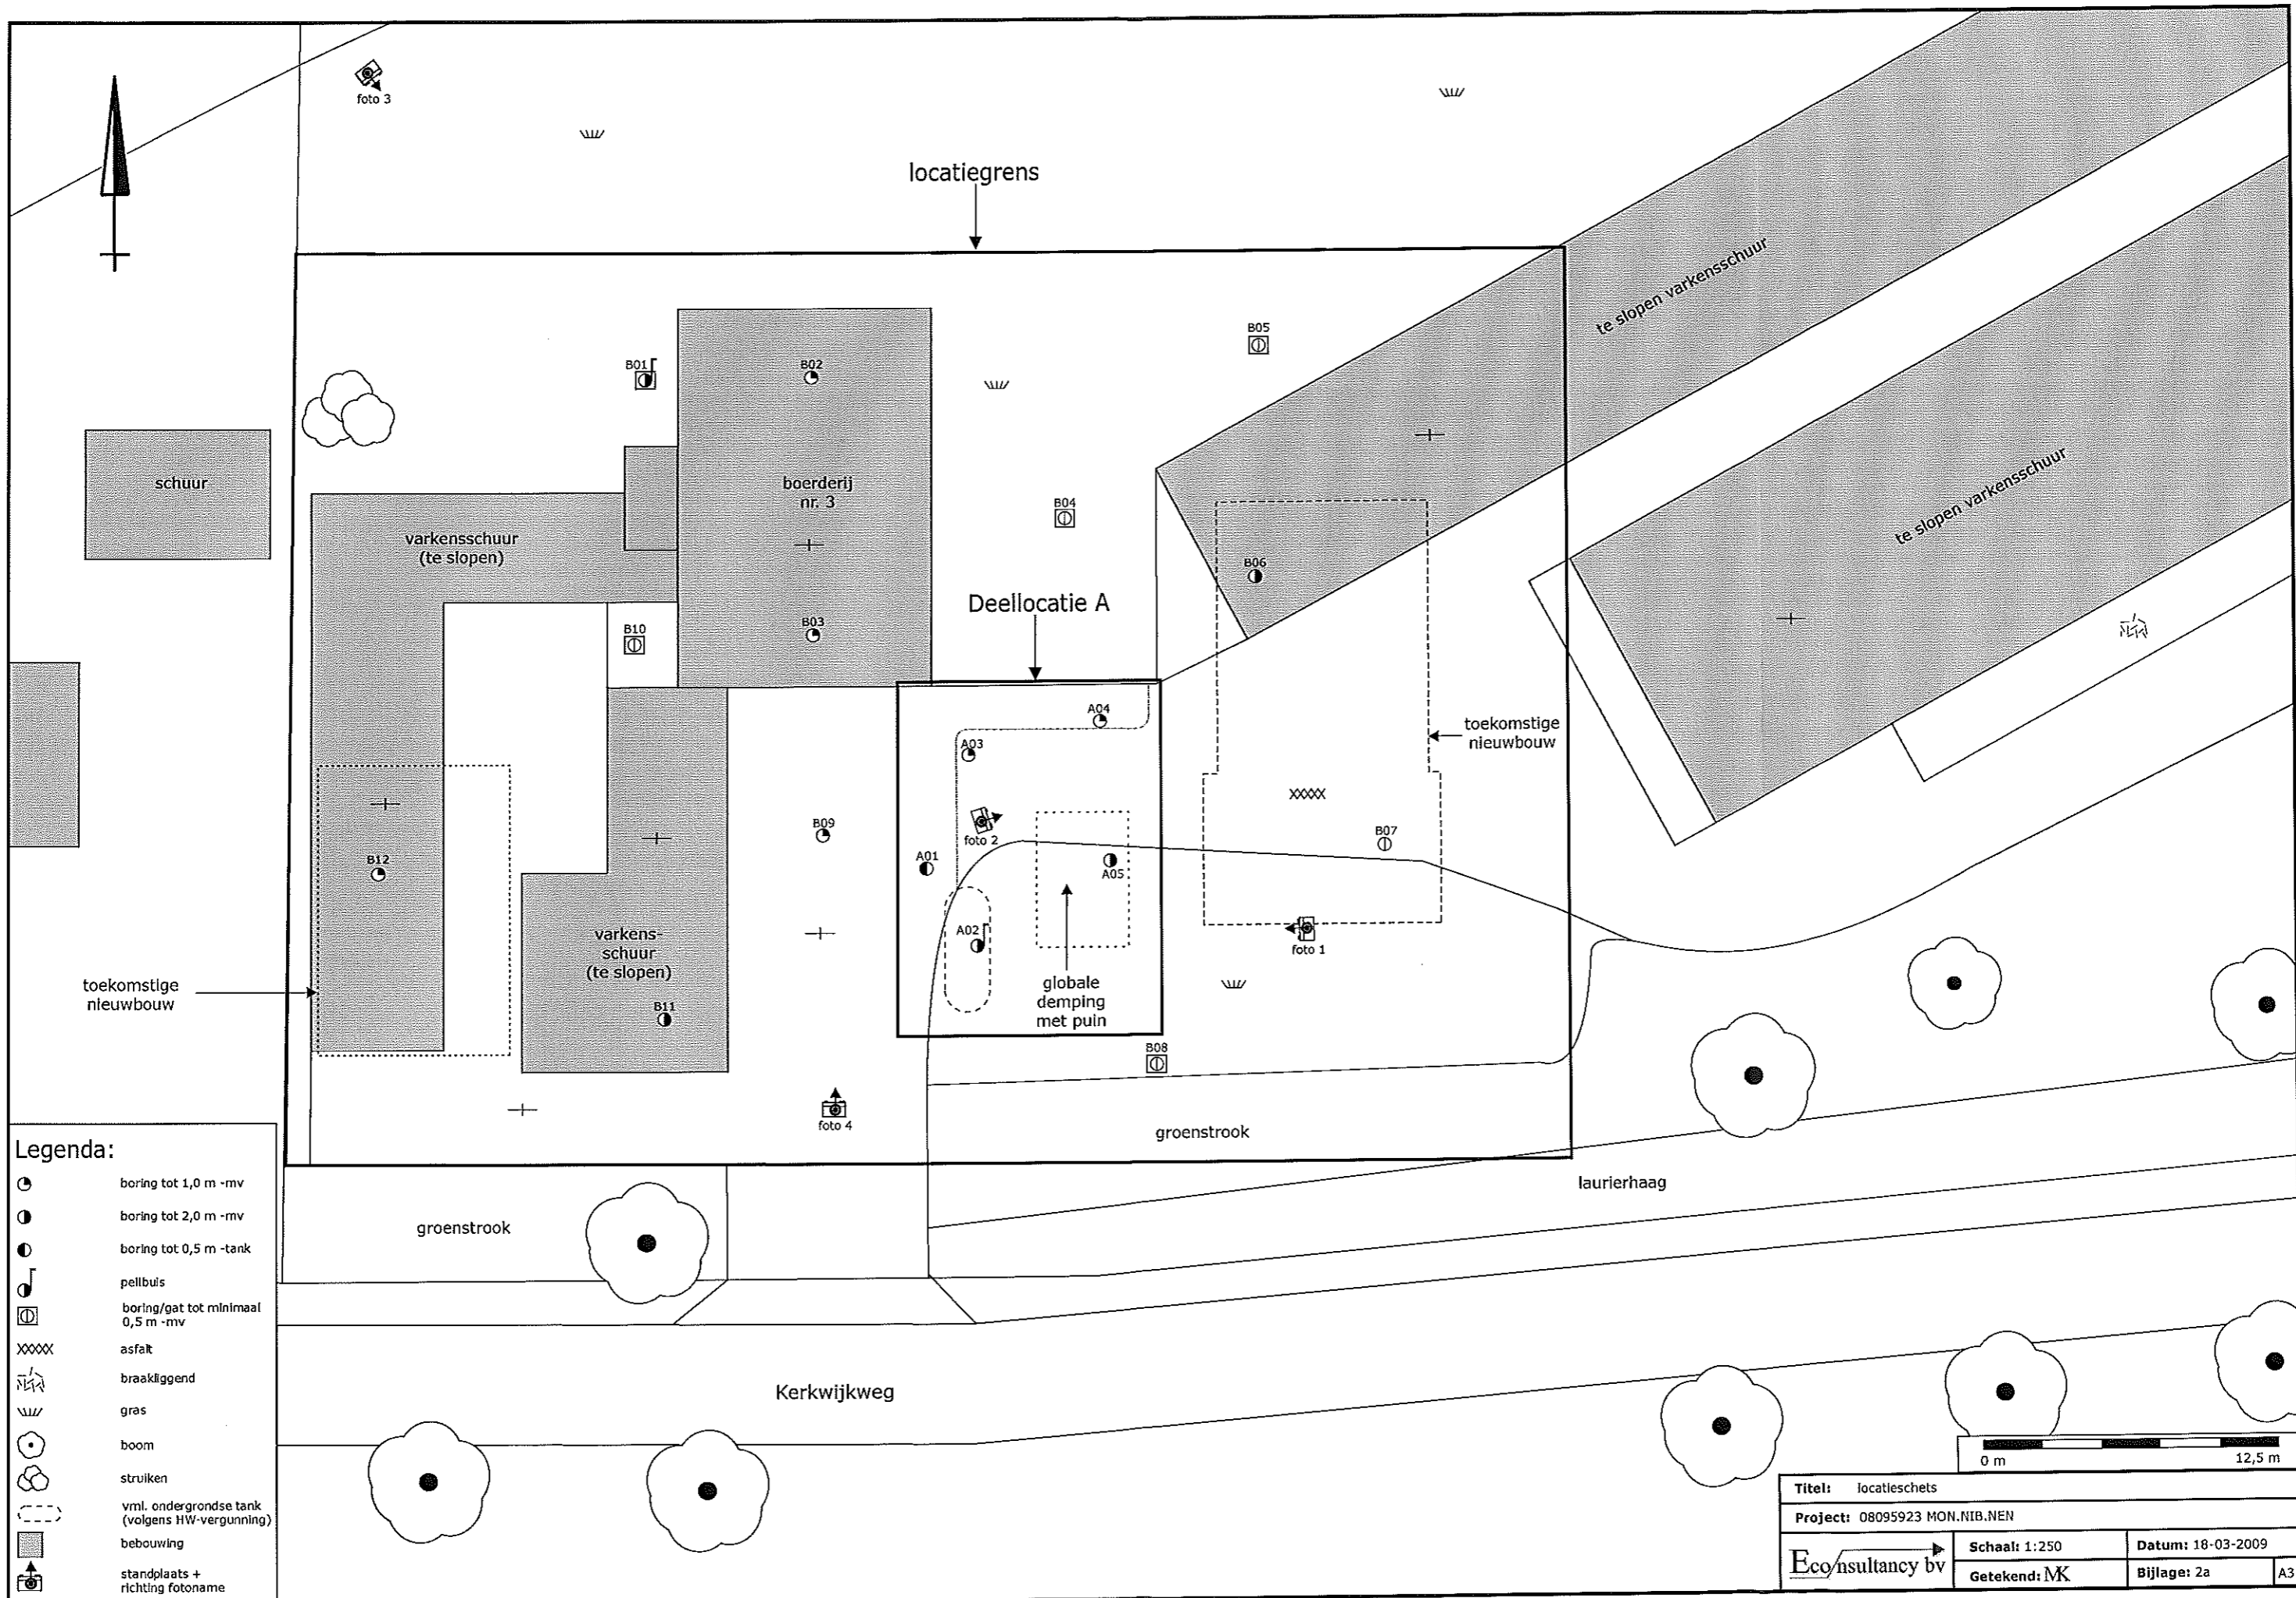 foto 3
locatiegrens
te slopen varkensschuur
te slopen varkensschuur
B05
B01
B02
schuur
boerderij
nr. 3
B04
varkensschuur
(te slopen)
B06
Deellocatie A
B10
B03
A04
A03
toekomstige
nieuwbouw
XXXXX
B09
foto 2
B07
A01
B12
A05
A02
varkens-
schuur
(te slopen)
foto 1
toekomstige
nieuwbouw
globale
demping
met puin
B11
B08
foto 4
groenstrook
laurierhaag
groenstrook
Kerkwijkweg
Legenda:
boring tot 1,0 m -mv
boring tot 2,0 m -mv
boring tot 0,5 m -tank
peilbuis
boring/gat tot minimaal
0,5 m -mv
XXXXX asfalt
braakliggend
gras
boom
struiken
vml. ondergrondse tank
(volgens HW-vergunning)
bebouwing
standplaats +
richting fotoname
0 m 12,5 m
Titel: locatieschets
Project: 08095923 MON.NIB.NEN
Econsultancy bv
Schaal: 1:250 Datum: 18-03-2009
Getekend: MK Bijlage: 2a A3